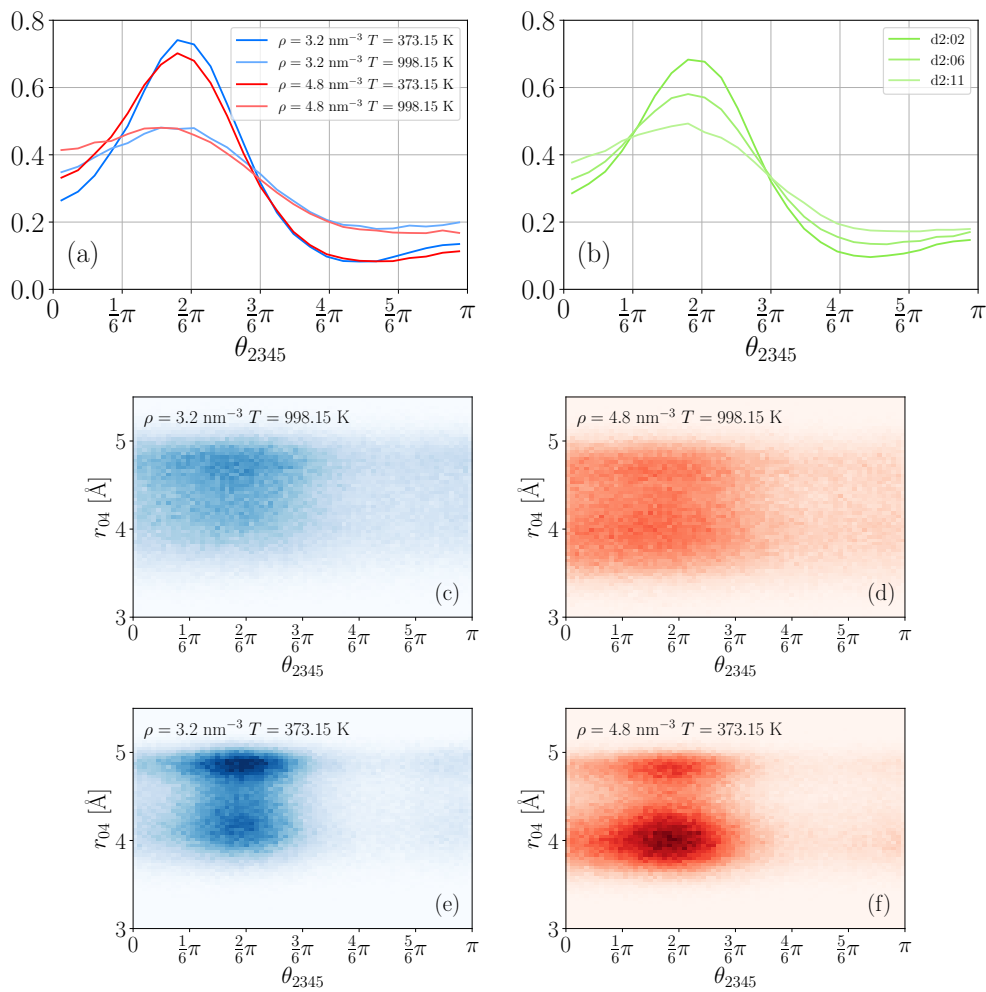 0.8
0.6
0.4
0.2
0.0
ρ = 3.2 nm⁻³ T = 373.15 K
ρ = 3.2 nm⁻³ T = 998.15 K
ρ = 4.8 nm⁻³ T = 373.15 K
ρ = 4.8 nm⁻³ T = 998.15 K
(a)
0 1/6π 2/6π 3/6π 4/6π 5/6π π
θ₂₃₄₅
0.8
0.6
0.4
0.2
0.0
d2:02
d2:06
d2:11
(b)
0 1/6π 2/6π 3/6π 4/6π 5/6π π
θ₂₃₄₅
ρ = 3.2 nm⁻³ T = 998.15 K
5
4
3
r₀₄ [Å]
(c)
0 1/6π 2/6π 3/6π 4/6π 5/6π π
θ₂₃₄₅
ρ = 4.8 nm⁻³ T = 998.15 K
5
4
3
r₀₄ [Å]
(d)
0 1/6π 2/6π 3/6π 4/6π 5/6π π
θ₂₃₄₅
ρ = 3.2 nm⁻³ T = 373.15 K
5
4
3
r₀₄ [Å]
(e)
0 1/6π 2/6π 3/6π 4/6π 5/6π π
θ₂₃₄₅
ρ = 4.8 nm⁻³ T = 373.15 K
5
4
3
r₀₄ [Å]
(f)
0 1/6π 2/6π 3/6π 4/6π 5/6π π
θ₂₃₄₅